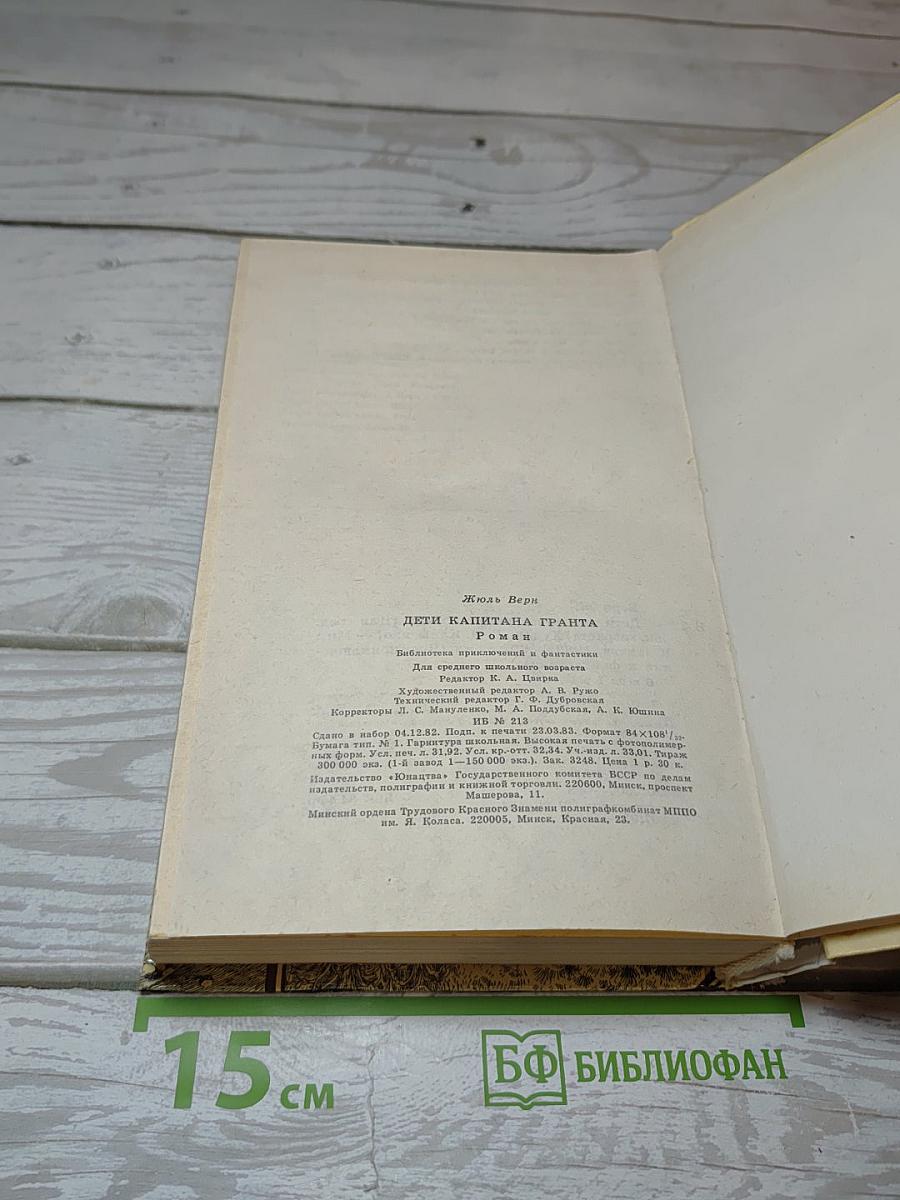 Жюль Верн
ДЕТИ КАПИТАНА ГРАНТА
Роман
Библиотека приключений и фантастики
Для среднего школьного возраста
Редактор К. А. Цвирка
Художественный редактор А. В. Ружо
Технический редактор Г. Ф. Дубровская
Корректоры Л. С. Мануленко, М. А. Поддубская, А. К. Юшина
ИБ № 213
Сдано в набор 04.12.82. Подп. к печати 23.03.83. Формат 84×108¹/₃₂.
Бумага тип. № 1. Гарнитура школьная. Высокая печать с фотополимер-
ных форм. Усл. печ. л. 31,92. Усл. кр.-отт. 32,34. Уч.-изд. л. 33,01. Тираж
300 000 экз. (1-й завод 1—150 000 экз.). Зак. 3248. Цена 1 р. 30 к.
Издательство «Юнацтва» Государственного комитета БССР по делам
издательств, полиграфии и книжной торговли. 220600, Минск, проспект
Машерова, 11.
Минский ордена Трудового Красного Знамени полиграфкомбинат МППО
им. Я. Коласа. 220005, Минск, Красная, 23.
15 см
БФ БИБЛИОФАН